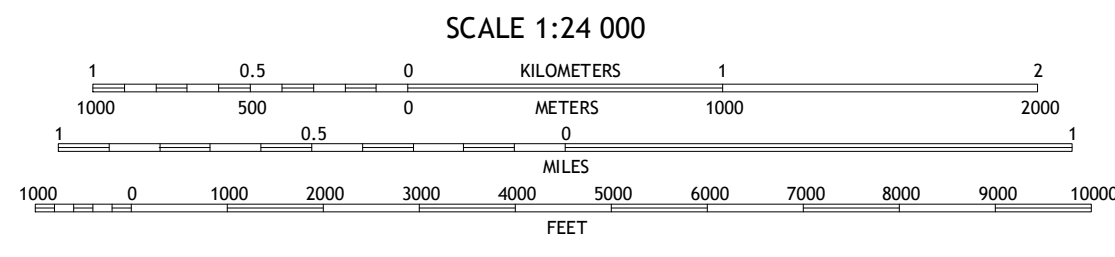 SCALE 1:24 000
1 0.5 0 KILOMETERS 1 2
1000 500 0 METERS 1000 2000
1 0.5 0 1
MILES
1000 0 1000 2000 3000 4000 5000 6000 7000 8000 9000 10000
FEET